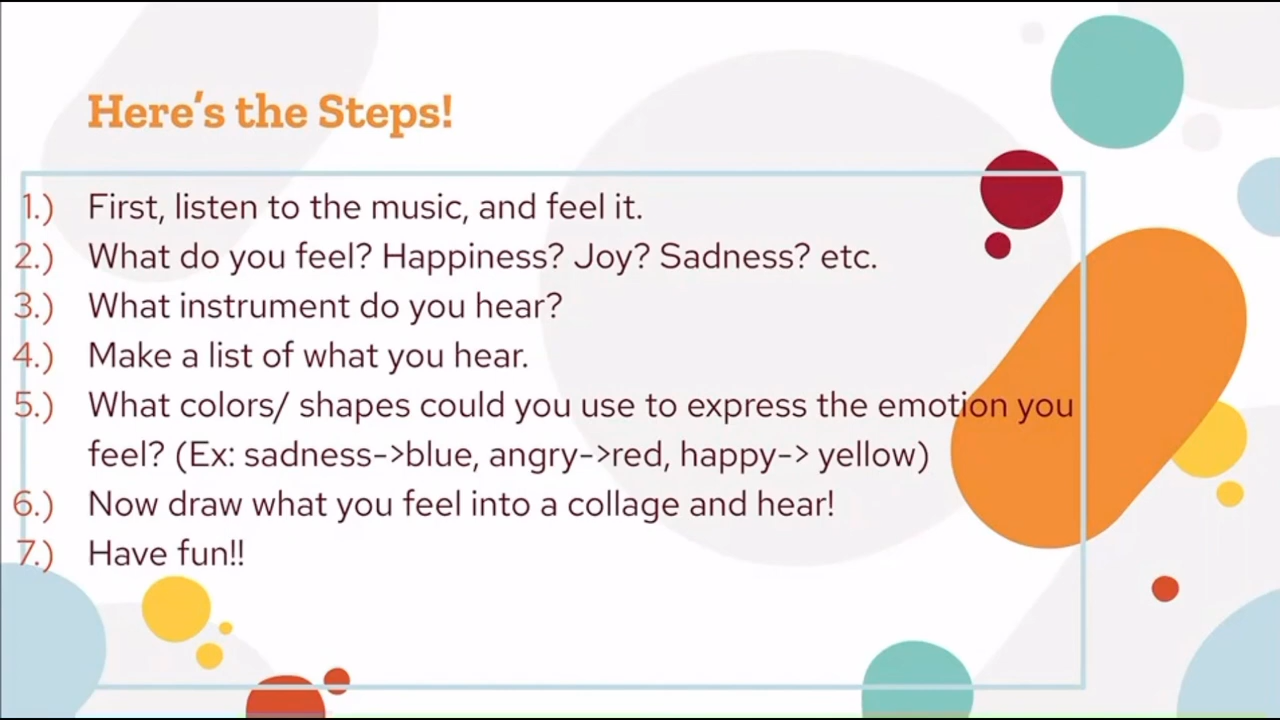 Here's the Steps!
1.) First, listen to the music, and feel it.
2.) What do you feel? Happiness? Joy? Sadness? etc.
3.) What instrument do you hear?
4.) Make a list of what you hear.
5.) What colors/ shapes could you use to express the emotion you
feel? (Ex: sadness->blue, angry->red, happy-> yellow)
6.) Now draw what you feel into a collage and hear!
7.) Have fun!!